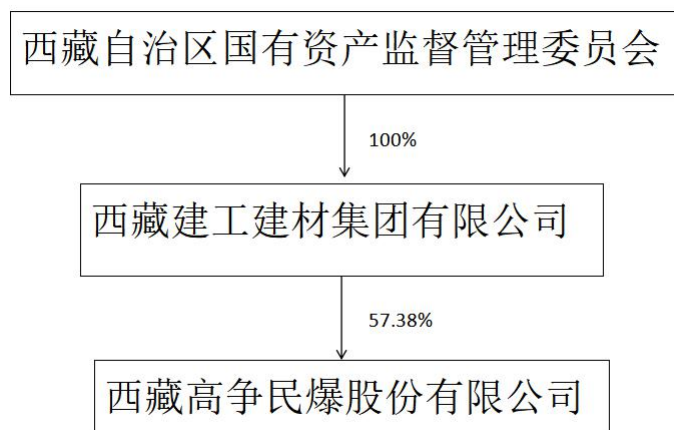 西藏自治区国有资产监督管理委员会
100%
西藏建工建材集团有限公司
57.38%
西藏高争民爆股份有限公司